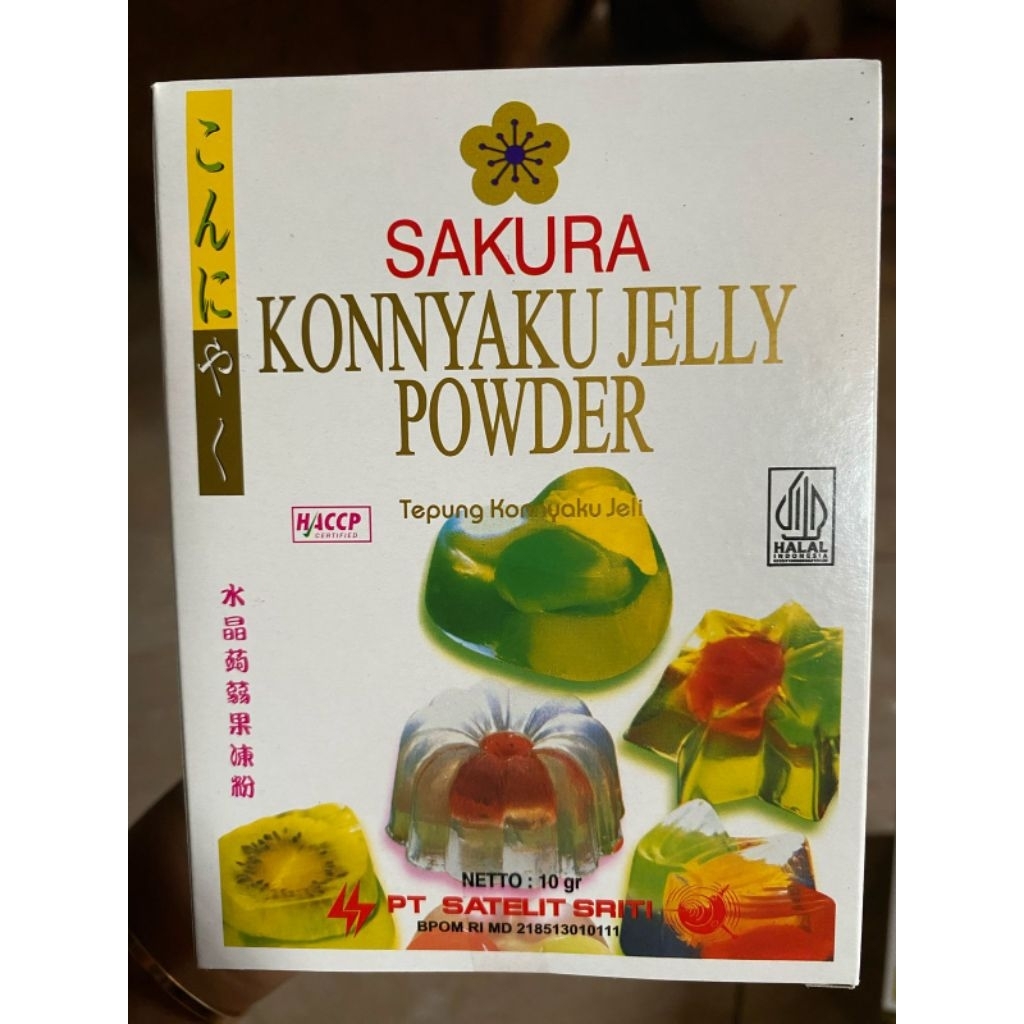 こんにゃく
SAKURA
KONNYAKU JELLY
POWDER
Tepung Konnyaku Jeli
HACCP
CERTIFIED
HALAL
INDONESIA
水晶蒟蒻果凍粉
NETTO : 10 gr
PT SATELIT SRITI
BPOM RI MD 218513010111